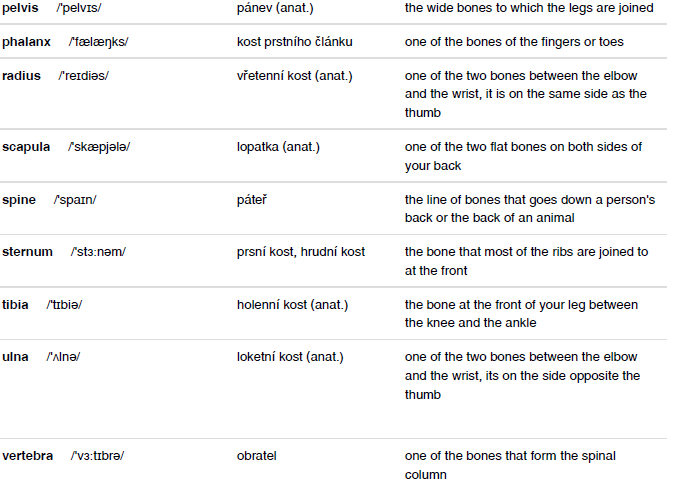 pelvis /ˈpelvɪs/ pánev (anat.) the wide bones to which the legs are joined
phalanx /ˈfælæŋks/ kost prstního článku one of the bones of the fingers or toes
radius /ˈreɪdiəs/ vřetenní kost (anat.) one of the two bones between the elbow
and the wrist, it is on the same side as the
thumb
scapula /ˈskæpjələ/ lopatka (anat.) one of the two flat bones on both sides of
your back
spine /ˈspaɪn/ páteř the line of bones that goes down a person's
back or the back of an animal
sternum /ˈstɜːnəm/ prsní kost, hrudní kost the bone that most of the ribs are joined to
at the front
tibia /ˈtɪbiə/ holenní kost (anat.) the bone at the front of your leg between
the knee and the ankle
ulna /ˈʌlnə/ loketní kost (anat.) one of the two bones between the elbow
and the wrist, its on the side opposite the
thumb
vertebra /ˈvɜːtɪbrə/ obratel one of the bones that form the spinal
column